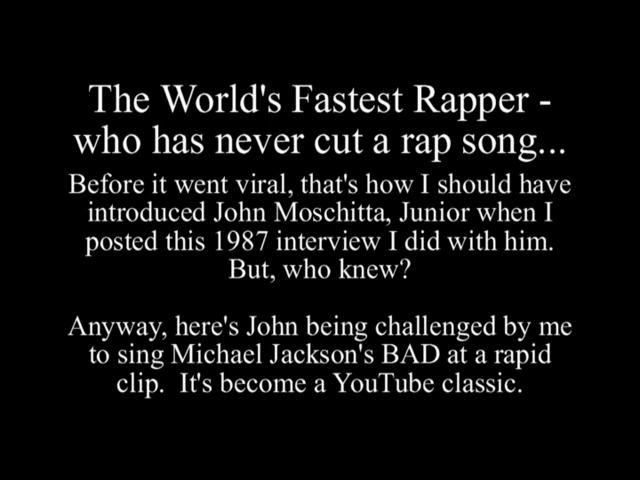 The World's Fastest Rapper -
who has never cut a rap song...
Before it went viral, that's how I should have
introduced John Moschitta, Junior when I
posted this 1987 interview I did with him.
But, who knew?
Anyway, here's John being challenged by me
to sing Michael Jackson's BAD at a rapid
clip.  It's become a YouTube classic.